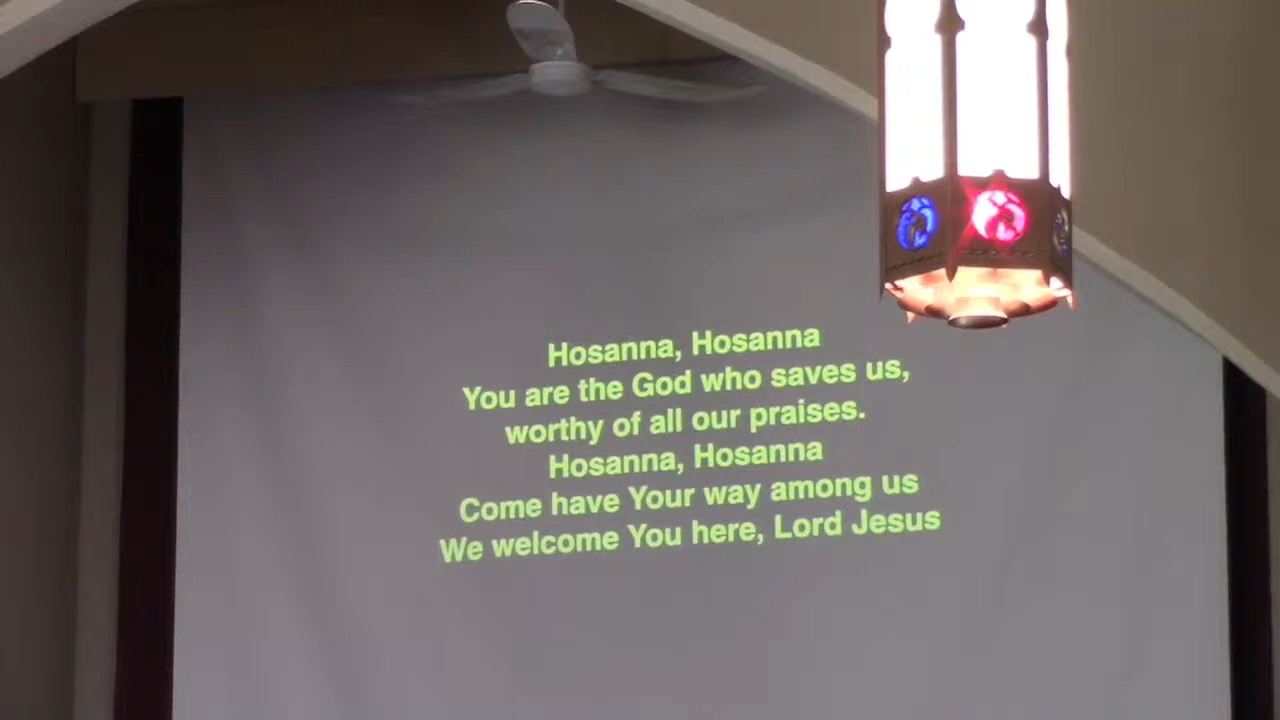 Hosanna, Hosanna
You are the God who saves us,
worthy of all our praises.
Hosanna, Hosanna
Come have Your way among us
We welcome You here, Lord Jesus